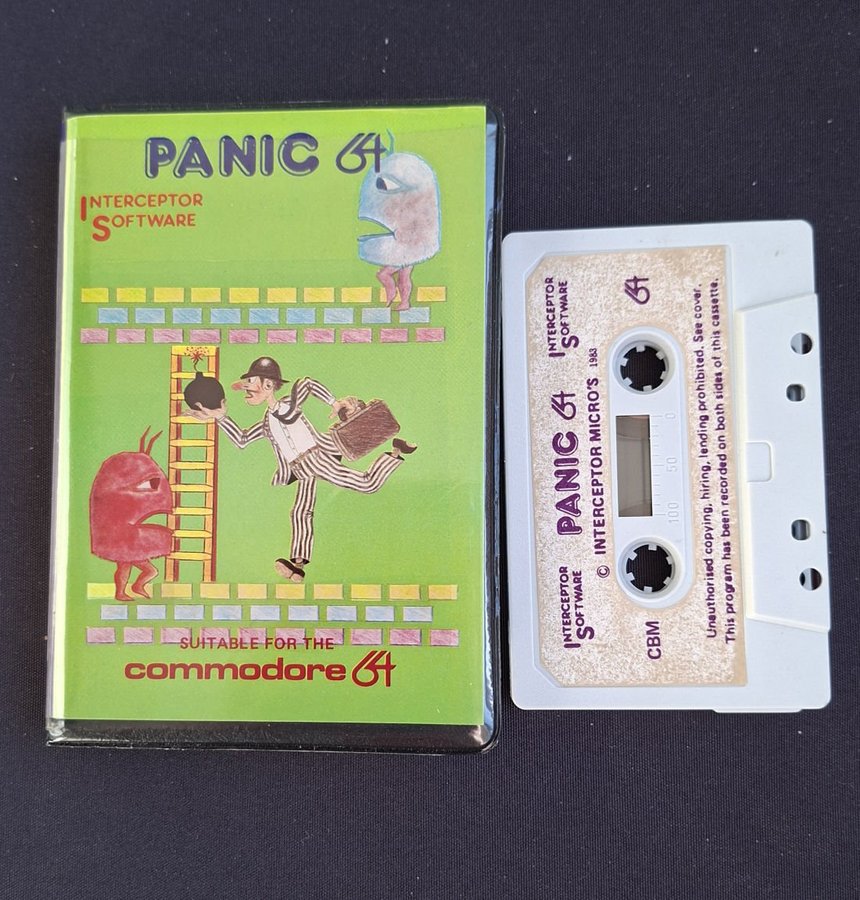 PANIC 64
INTERCEPTOR
SOFTWARE
SUITABLE FOR THE
commodore 64
INTERCEPTOR
SOFTWARE
PANIC 64
INTERCEPTOR
SOFTWARE
64
© INTERCEPTOR MICRO'S 1983
100 50 0
CBM
Unauthorised copying, hiring, lending prohibited. See cover.
This program has been recorded on both sides of this cassette.